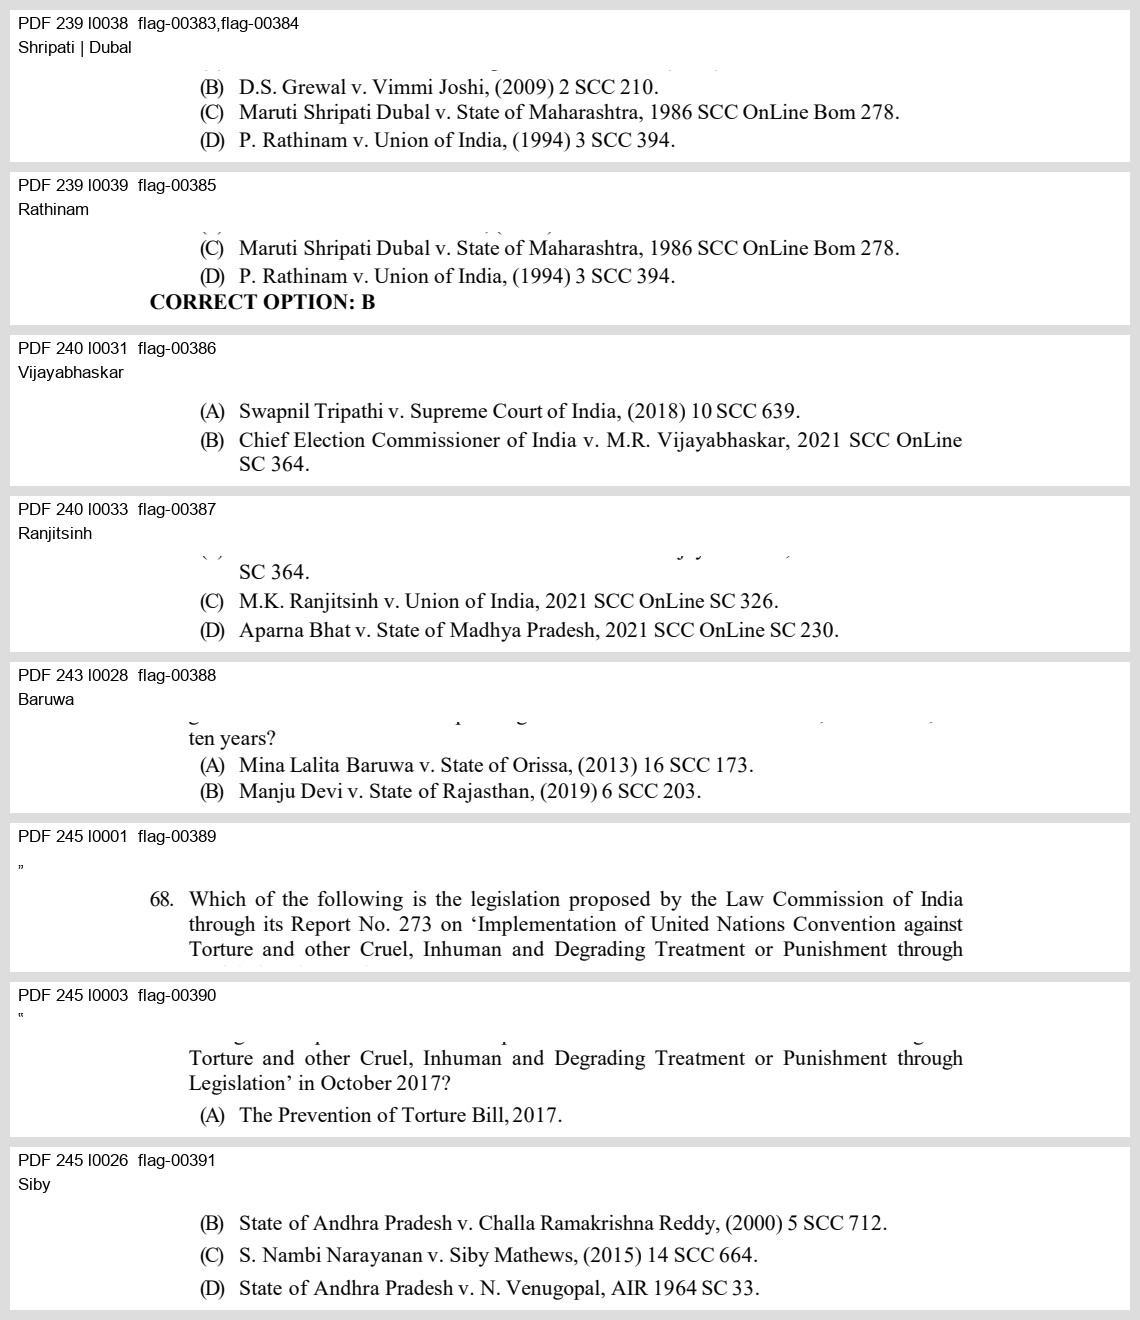 PDF 239 l0038 flag-00383,flag-00384
Shripati | Dubal
(B) D.S. Grewal v. Vimmi Joshi, (2009) 2 SCC 210.
(C) Maruti Shripati Dubal v. State of Maharashtra, 1986 SCC OnLine Bom 278.
(D) P. Rathinam v. Union of India, (1994) 3 SCC 394.
PDF 239 l0039 flag-00385
Rathinam
(C) Maruti Shripati Dubal v. State of Maharashtra, 1986 SCC OnLine Bom 278.
(D) P. Rathinam v. Union of India, (1994) 3 SCC 394.
CORRECT OPTION: B
PDF 240 l0031 flag-00386
Vijayabhaskar
(A) Swapnil Tripathi v. Supreme Court of India, (2018) 10 SCC 639.
(B) Chief Election Commissioner of India v. M.R. Vijayabhaskar, 2021 SCC OnLine
SC 364.
PDF 240 l0033 flag-00387
Ranjitsinh
SC 364.
(C) M.K. Ranjitsinh v. Union of India, 2021 SCC OnLine SC 326.
(D) Aparna Bhat v. State of Madhya Pradesh, 2021 SCC OnLine SC 230.
PDF 243 l0028 flag-00388
Baruwa
ten years?
(A) Mina Lalita Baruwa v. State of Orissa, (2013) 16 SCC 173.
(B) Manju Devi v. State of Rajasthan, (2019) 6 SCC 203.
PDF 245 l0001 flag-00389
”
68. Which of the following is the legislation proposed by the Law Commission of India
through its Report No. 273 on ‘Implementation of United Nations Convention against
Torture and other Cruel, Inhuman and Degrading Treatment or Punishment through
PDF 245 l0003 flag-00390
‟
Torture and other Cruel, Inhuman and Degrading Treatment or Punishment through
Legislation’ in October 2017?
(A) The Prevention of Torture Bill, 2017.
PDF 245 l0026 flag-00391
Siby
(B) State of Andhra Pradesh v. Challa Ramakrishna Reddy, (2000) 5 SCC 712.
(C) S. Nambi Narayanan v. Siby Mathews, (2015) 14 SCC 664.
(D) State of Andhra Pradesh v. N. Venugopal, AIR 1964 SC 33.